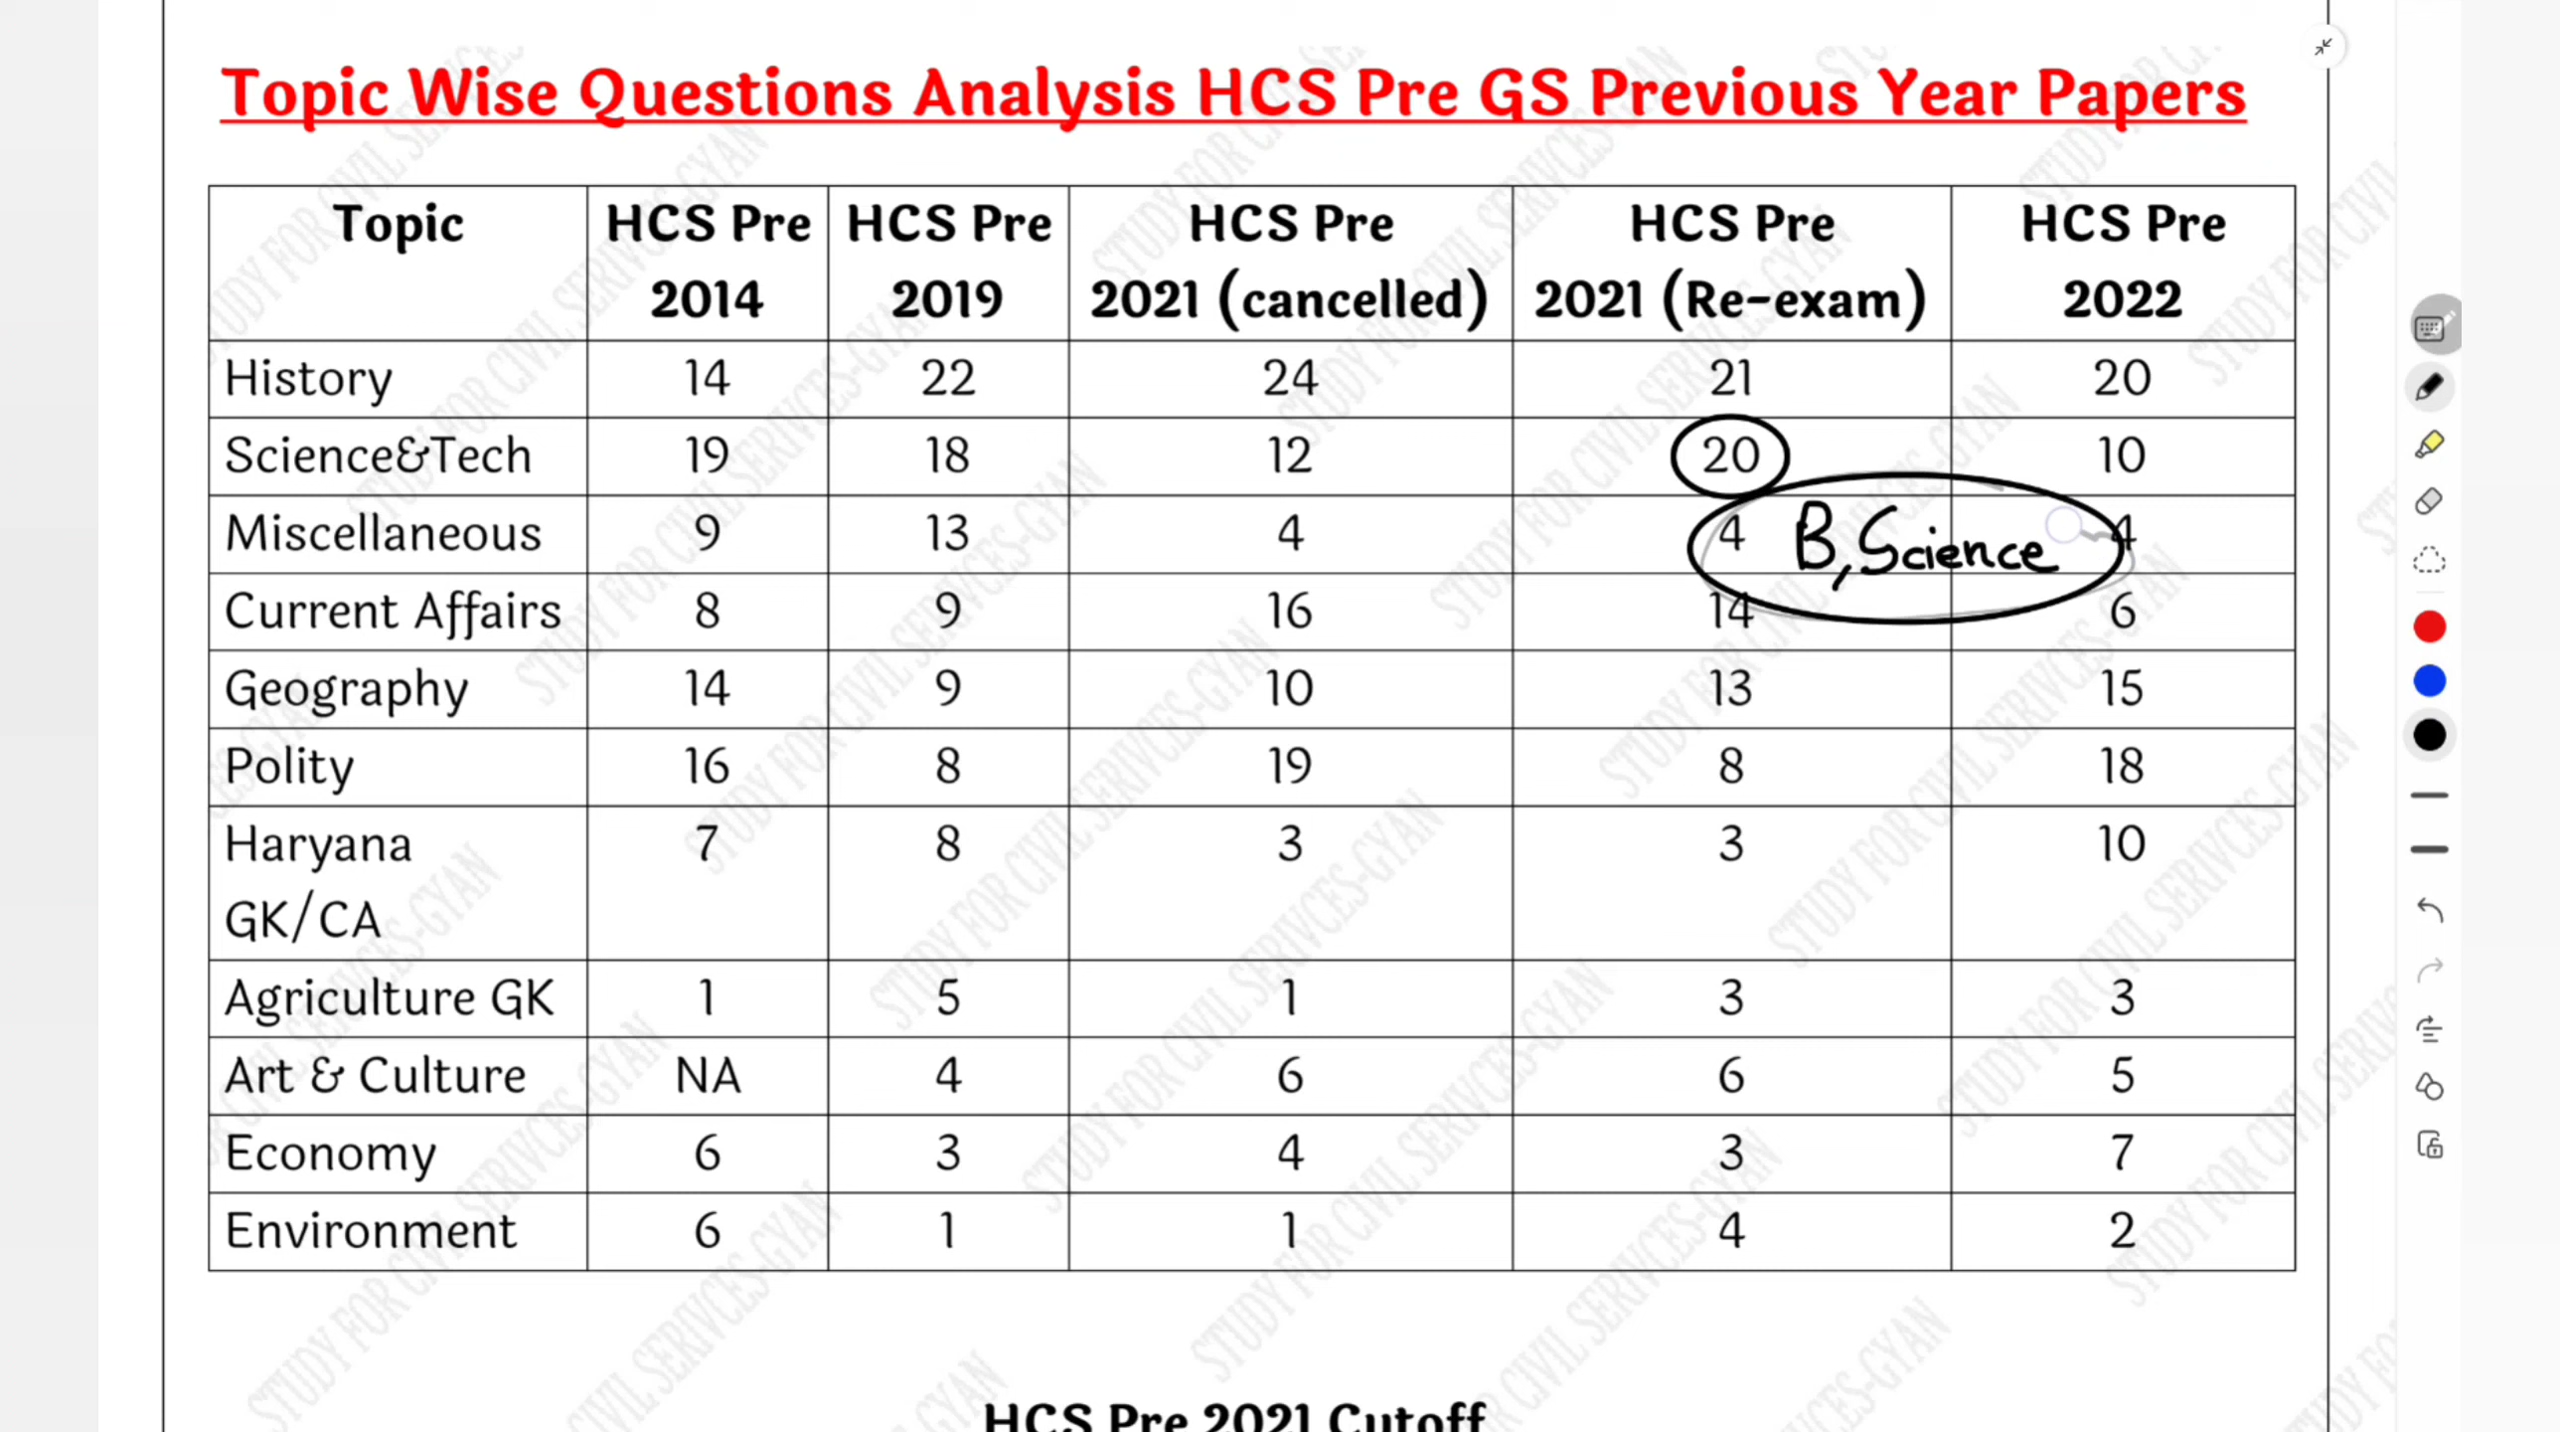 Topic Wise Questions Analysis HCS Pre GS Previous Year Papers
Topic HCS Pre 2014 HCS Pre 2019 HCS Pre 2021 (cancelled) HCS Pre 2021 (Re-exam) HCS Pre 2022
History 14 22 24 21 20
Science&Tech 19 18 12 20 10
Miscellaneous 9 13 4 4 4
B, Science
Current Affairs 8 9 16 14 6
Geography 14 9 10 13 15
Polity 16 8 19 8 18
Haryana GK/CA 7 8 3 3 10
Agriculture GK 1 5 1 3 3
Art & Culture NA 4 6 6 5
Economy 6 3 4 3 7
Environment 6 1 1 4 2
HCS Pre 2021 Cutoff
STUDY FOR CIVIL SERIVCES-GYAN